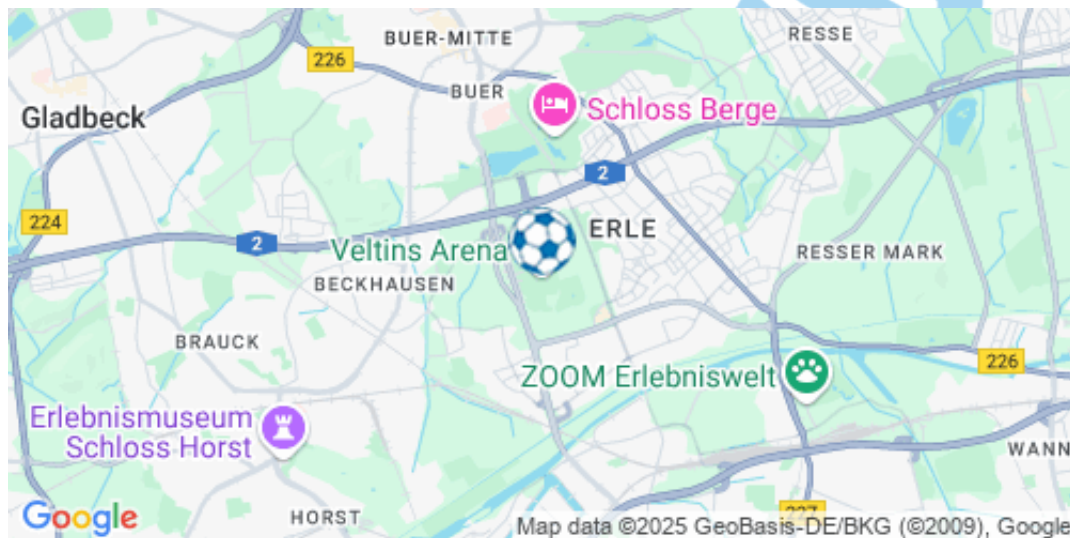 RESSE
BUER-MITTE
226
BUER
Schloss Berge
Gladbeck
2
224
ERLE
2
Veltins Arena
RESSER MARK
BECKHAUSEN
BRAUCK
226
ZOOM Erlebniswelt
Erlebnismuseum
Schloss Horst
WANN
HORST
227
Google
Map data ©2025 GeoBasis-DE/BKG (©2009), Google